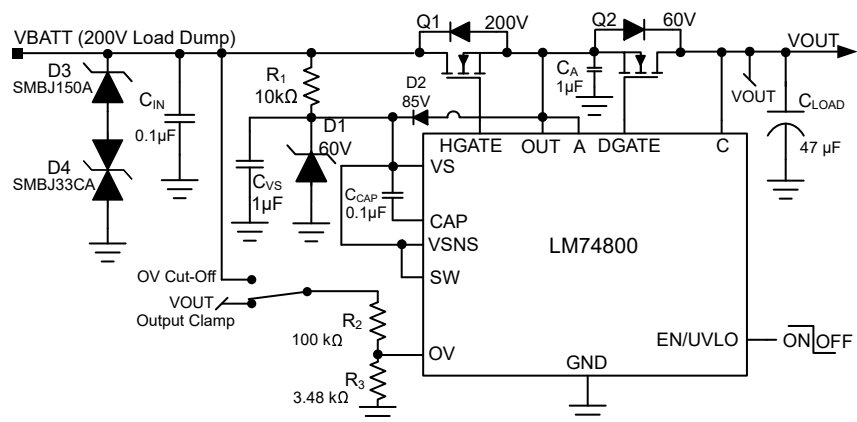 VBATT (200V Load Dump)
Q1
200V
Q2
60V
VOUT
D3
SMBJ150A
CIN
0.1µF
R1
10kΩ
D2
85V
CA
1µF
VOUT
CLOAD
47 µF
D1
60V
HGATE
OUT
A
DGATE
C
D4
SMBJ33CA
CVS
1µF
VS
CCAP
0.1µF
CAP
VSNS
SW
LM74800
OV Cut-Off
VOUT
Output Clamp
R2
100 kΩ
OV
R3
3.48 kΩ
GND
EN/UVLO
ON
OFF